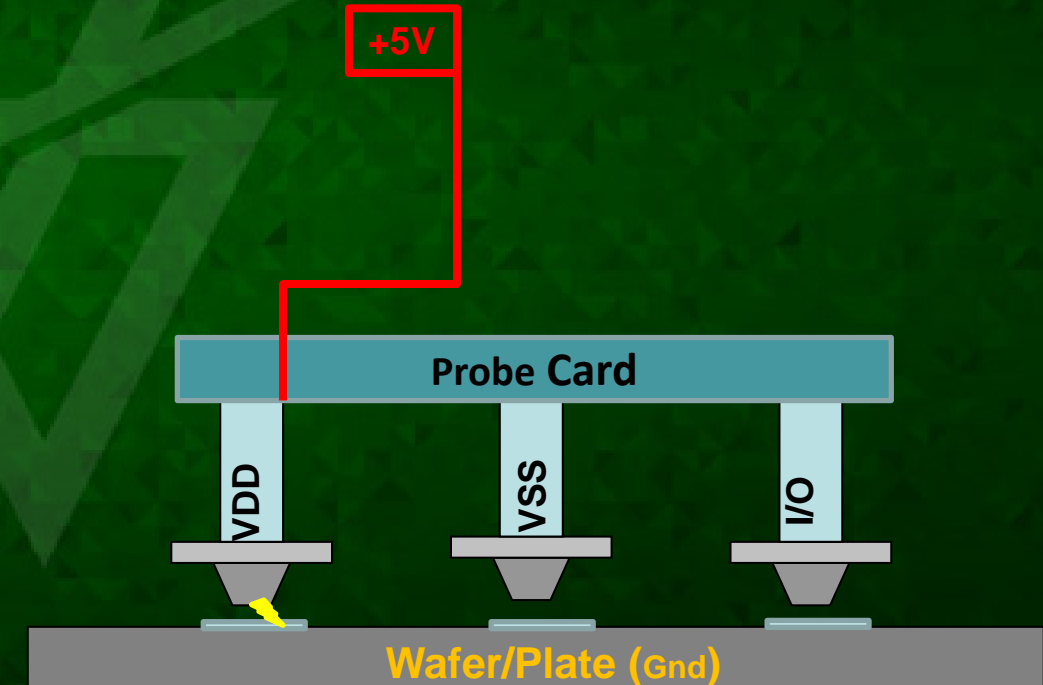 +5V
Probe Card
VDD
VSS
I/O
Wafer/Plate (Gnd)